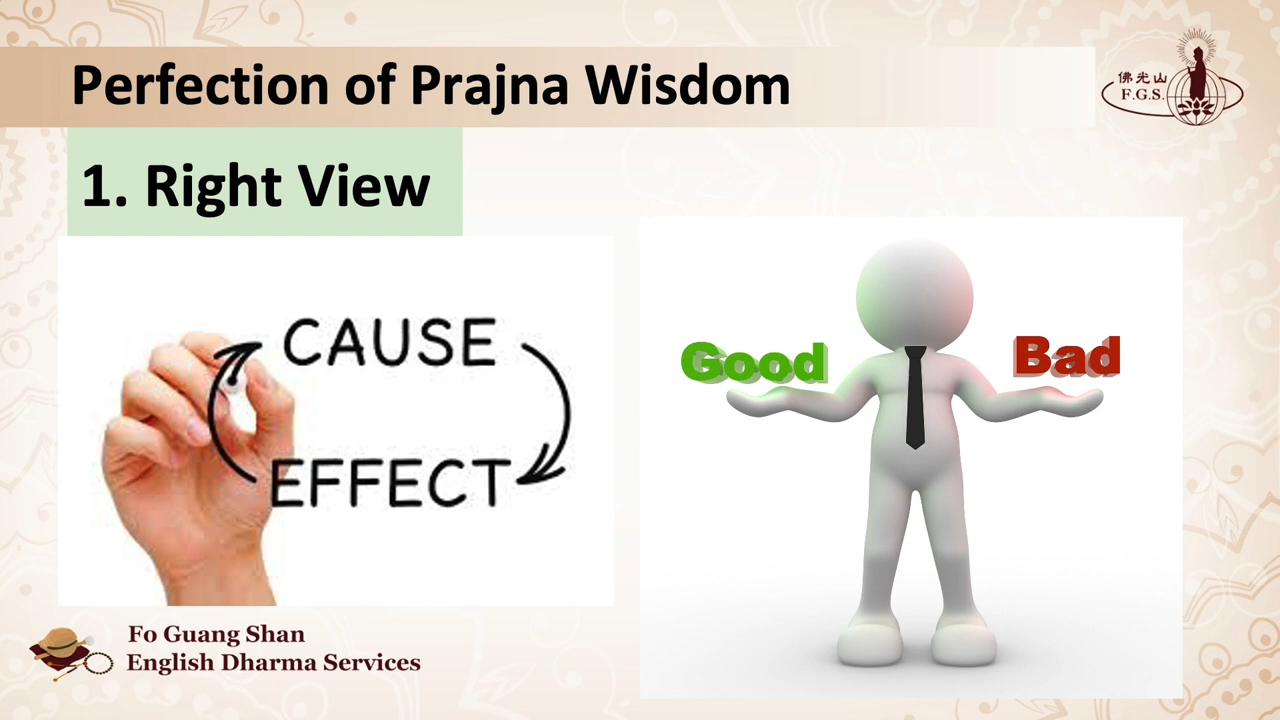 Perfection of Prajna Wisdom
佛光山
F.G.S.
1. Right View
CAUSE
EFFECT
Good
Bad
Fo Guang Shan
English Dharma Services